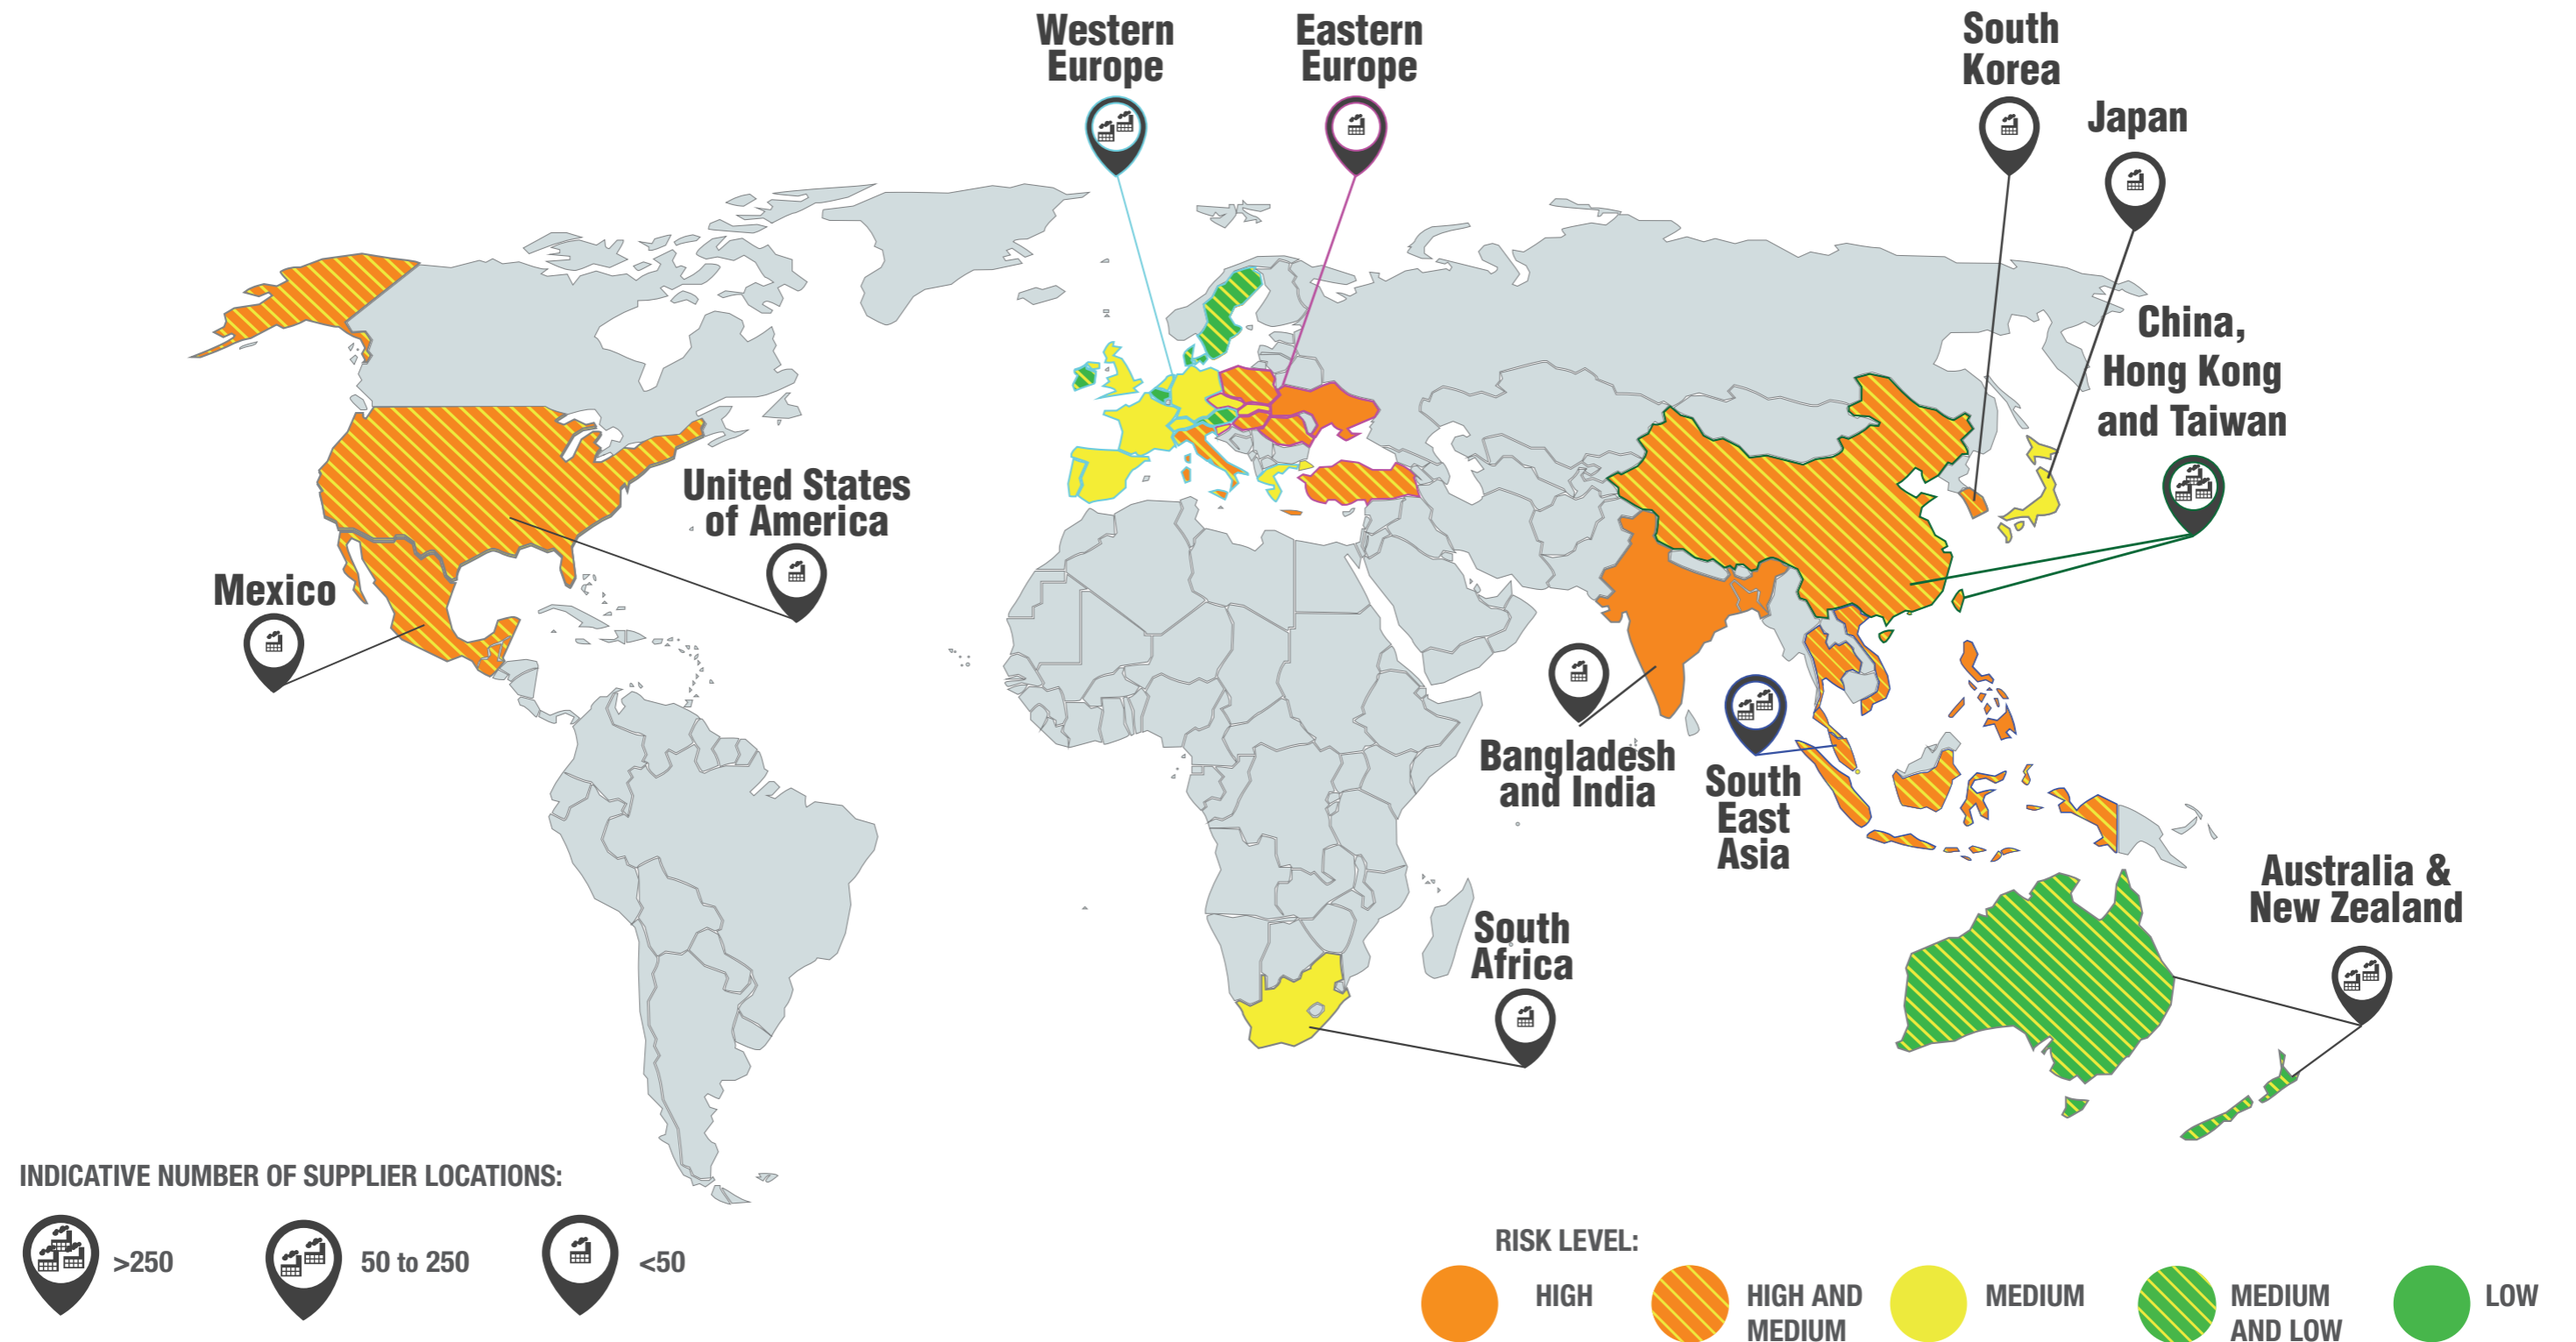 Western
Europe
Eastern
Europe
South
Korea
Japan
China,
Hong Kong
and Taiwan
United States
of America
Mexico
Bangladesh
and India
South
East
Asia
Australia &
New Zealand
South
Africa
INDICATIVE NUMBER OF SUPPLIER LOCATIONS:
>250
50 to 250
<50
RISK LEVEL:
HIGH
HIGH AND
MEDIUM
MEDIUM
MEDIUM
AND LOW
LOW